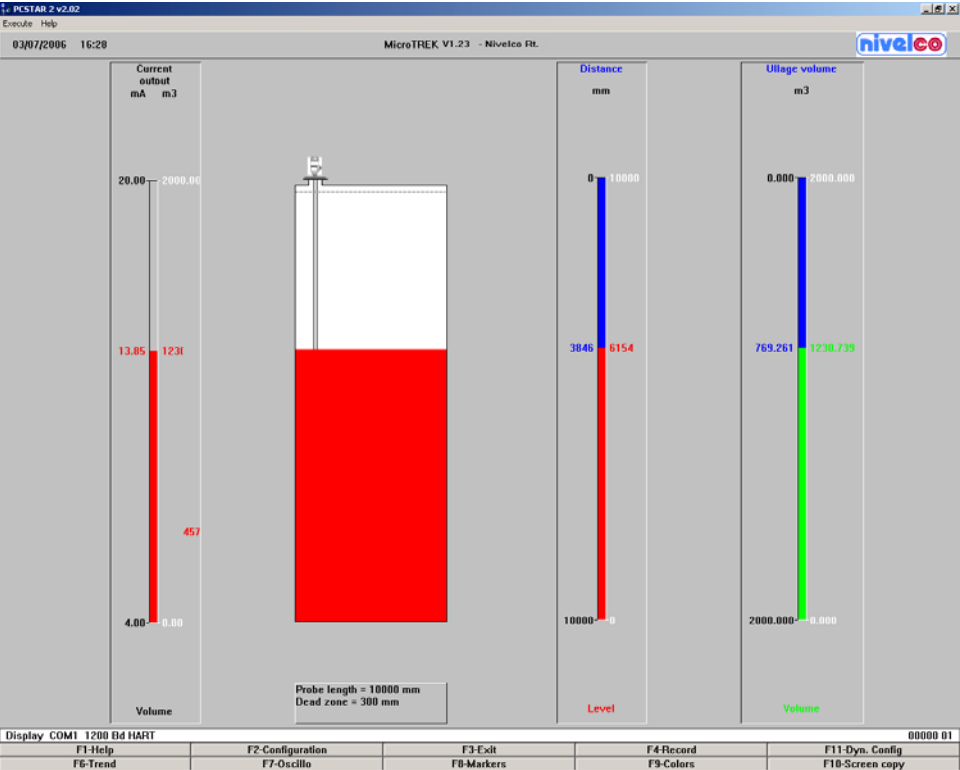 PCSTAR 2 v2.02
Execute Help
03/07/2006 16:28
MicroTREK V1.23 - Nivelco Rt.
nivelco
Current
outout
mA m3
20.00 2000.00
13.85 1231
457
4.00 0.00
Volume
Probe length = 10000 mm
Dead zone = 300 mm
Distance
mm
0 10000
3846 6154
10000 0
Level
Ullage volume
m3
0.000 2000.000
769.261 1230.739
2000.000 0.000
Volume
Display COM1 1200 Bd HART 00000 01
F1-Help F2-Configuration F3-Exit F4-Record F11-Dyn. Config
F6-Trend F7-Oscillo F8-Markers F9-Colors F10-Screen copy